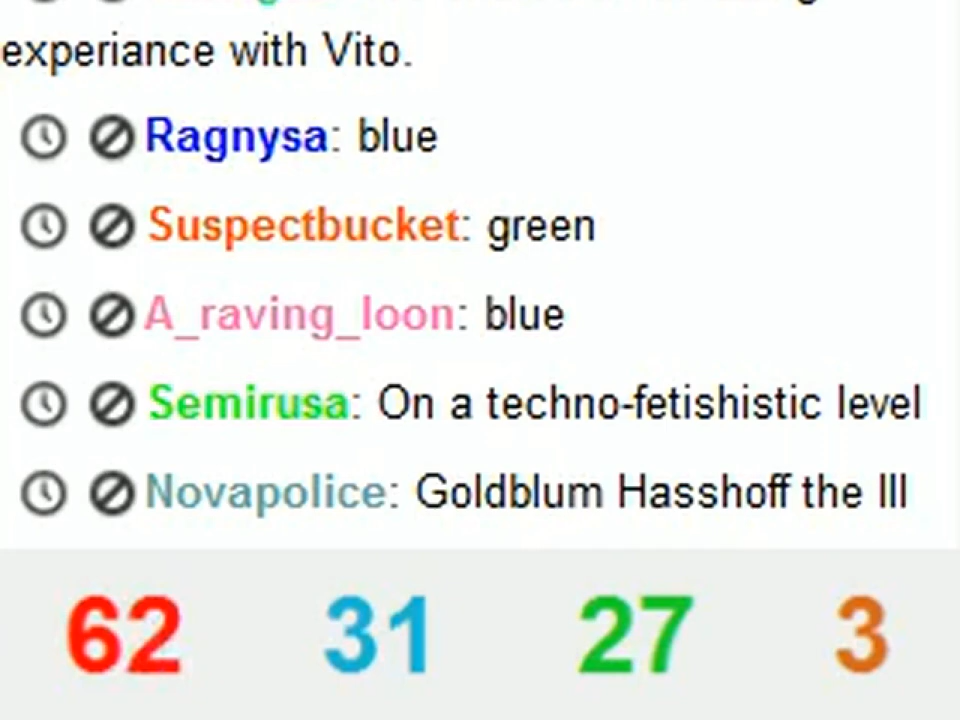 experiance with Vito.
Ragnysa: blue
Suspectbucket: green
A_raving_loon: blue
Semirusa: On a techno-fetishistic level
Novapolice: Goldblum Hasshoff the III
62 31 27 3